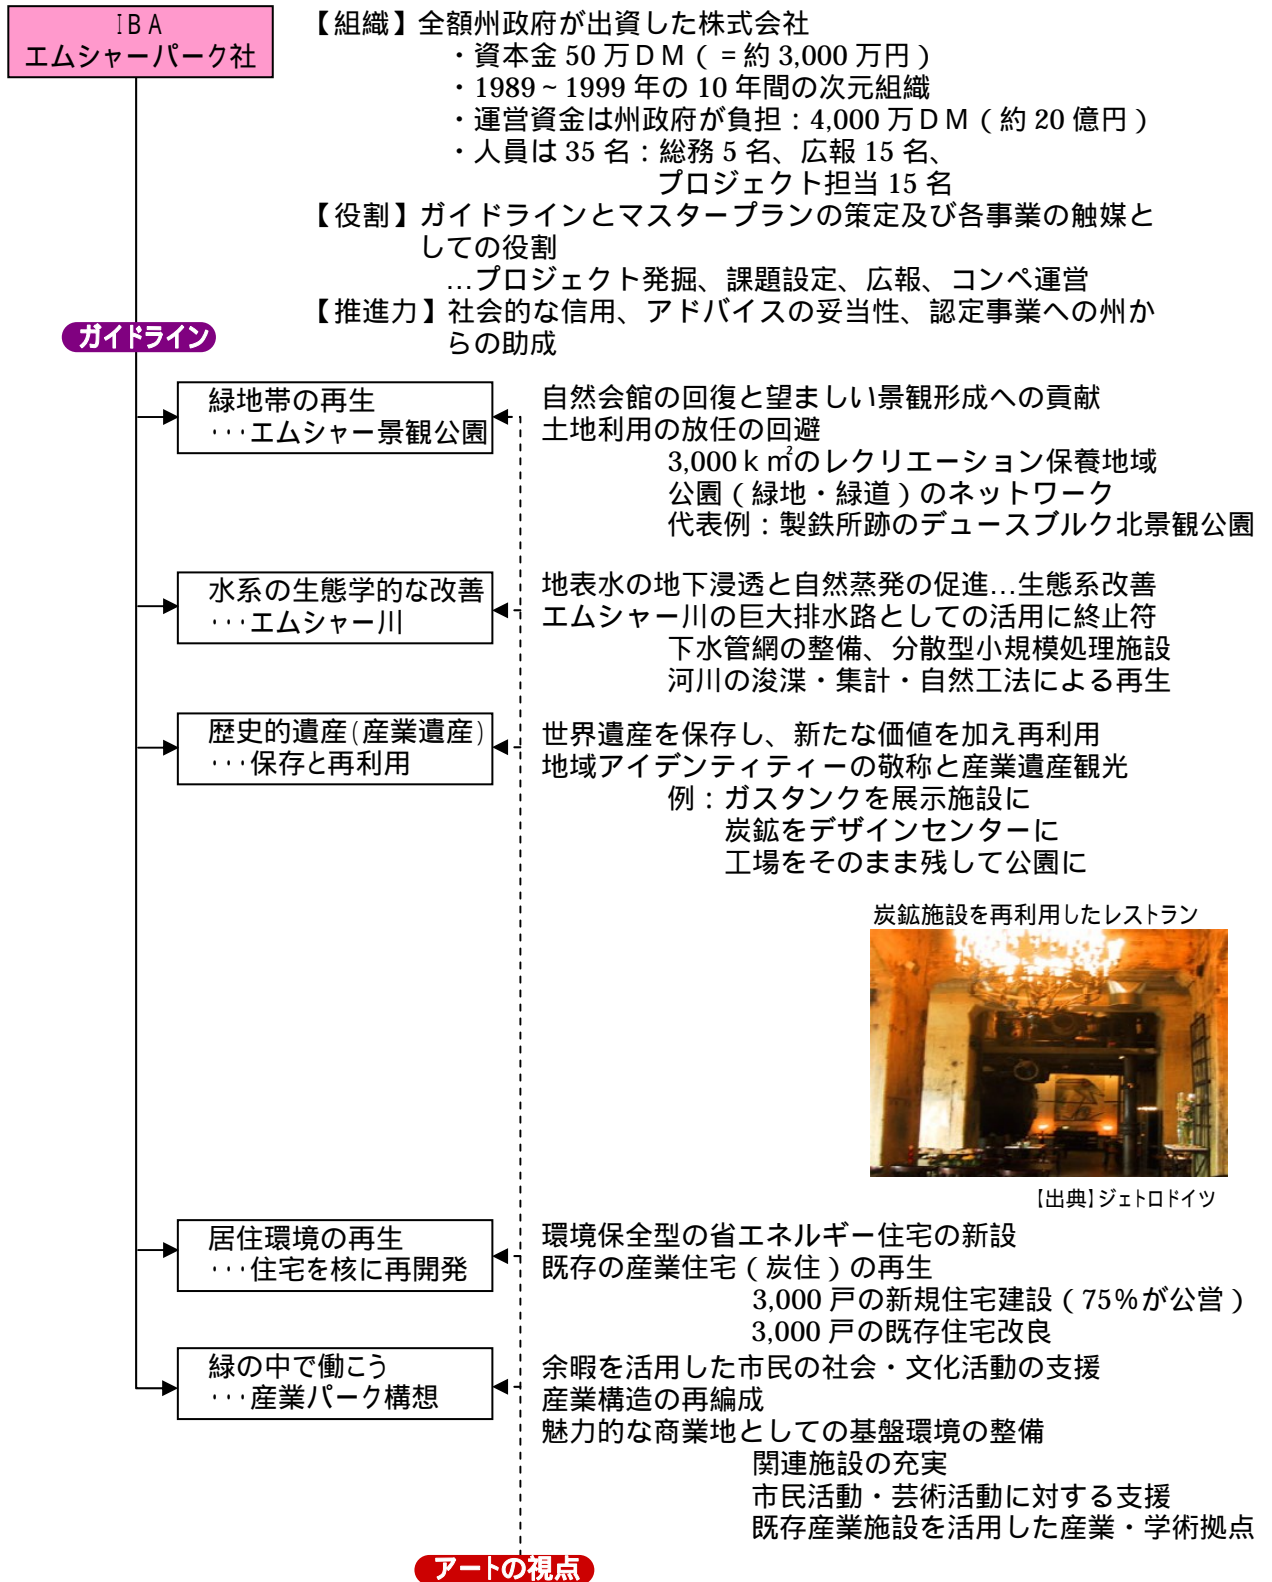 IBA
エムシャーパーク社
【組織】全額州政府が出資した株式会社
・資本金 50 万ＤＭ（=約 3,000 万円）
・1989~1999 年の 10 年間の次元組織
・運営資金は州政府が負担：4,000 万ＤＭ（約 20 億円）
・人員は 35 名：総務 5 名、広報 15 名、
プロジェクト担当 15 名
【役割】ガイドラインとマスタープランの策定及び各事業の触媒と
しての役割
…プロジェクト発掘、課題設定、広報、コンペ運営
【推進力】社会的な信用、アドバイスの妥当性、認定事業への州か
らの助成
ガイドライン
緑地帯の再生
･･･エムシャー景観公園
自然会館の回復と望ましい景観形成への貢献
土地利用の放任の回避
3,000ｋ㎡のレクリエーション保養地域
公園（緑地・緑道）のネットワーク
代表例：製鉄所跡のデュースブルク北景観公園
水系の生態学的な改善
･･･エムシャー川
地表水の地下浸透と自然蒸発の促進…生態系改善
エムシャー川の巨大排水路としての活用に終止符
下水管網の整備、分散型小規模処理施設
河川の浚渫・集計・自然工法による再生
歴史的遺産(産業遺産)
･･･保存と再利用
世界遺産を保存し、新たな価値を加え再利用
地域アイデンティティーの敬称と産業遺産観光
例：ガスタンクを展示施設に
炭鉱をデザインセンターに
工場をそのまま残して公園に
炭鉱施設を再利用したレストラン
【出典】ジェトロドイツ
居住環境の再生
･･･住宅を核に再開発
環境保全型の省エネルギー住宅の新設
既存の産業住宅（炭住）の再生
3,000 戸の新規住宅建設（75%が公営）
3,000 戸の既存住宅改良
緑の中で働こう
･･･産業パーク構想
余暇を活用した市民の社会・文化活動の支援
産業構造の再編成
魅力的な商業地としての基盤環境の整備
関連施設の充実
市民活動・芸術活動に対する支援
既存産業施設を活用した産業・学術拠点
アートの視点